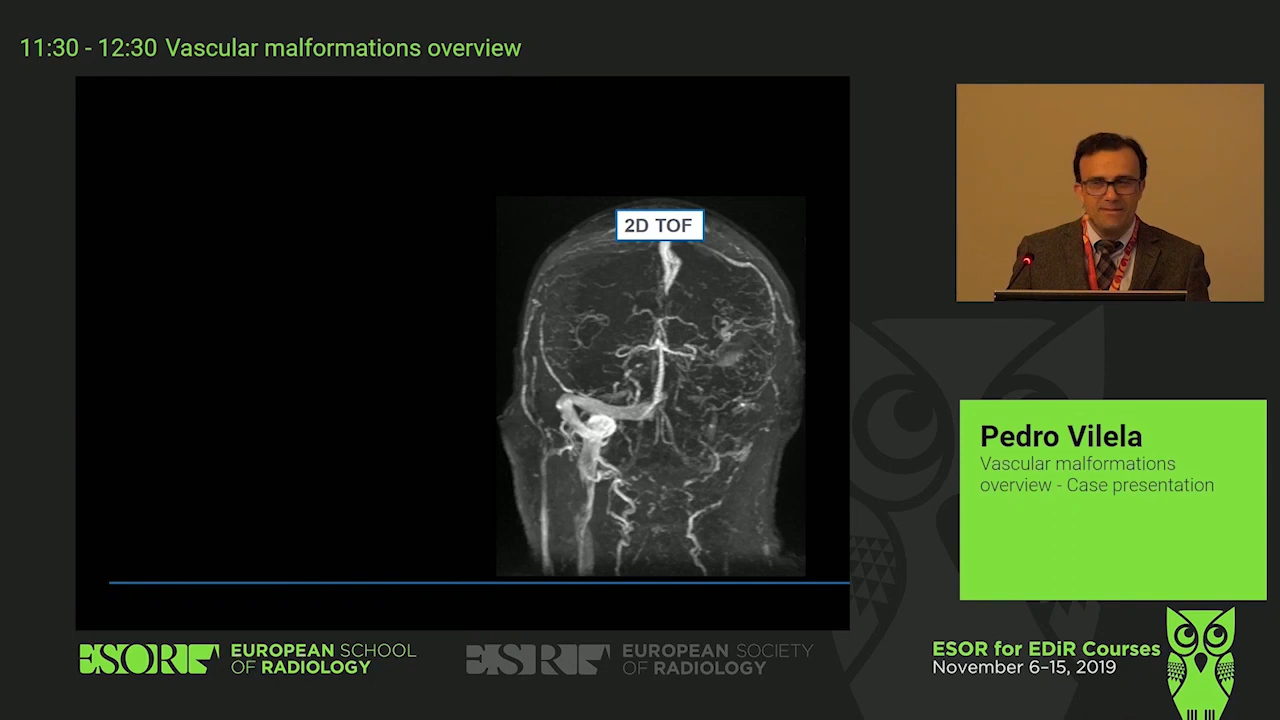 11:30 - 12:30 Vascular malformations overview
2D TOF
Pedro Vilela
Vascular malformations
overview - Case presentation
ESOR
EUROPEAN SCHOOL
OF RADIOLOGY
ESR
EUROPEAN SOCIETY
OF RADIOLOGY
ESOR for EDiR Courses
November 6–15, 2019